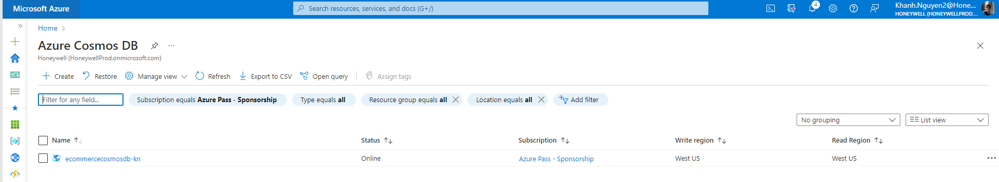 Microsoft Azure
Search resources, services, and docs (G+/)
4
Khanh.Nguyen2@Hone...
HONEYWELL (HONEYWELLPROD....
Home
Azure Cosmos DB
Honeywell (HoneywellProd.onmicrosoft.com)
Create Restore Manage view Refresh Export to CSV Open query Assign tags
Filter for any field... Subscription equals Azure Pass - Sponsorship Type equals all Resource group equals all Location equals all Add filter
No grouping List view
Name Status Subscription Write region Read Region
ecommercecosmosdb-kn Online Azure Pass - Sponsorship West US West US